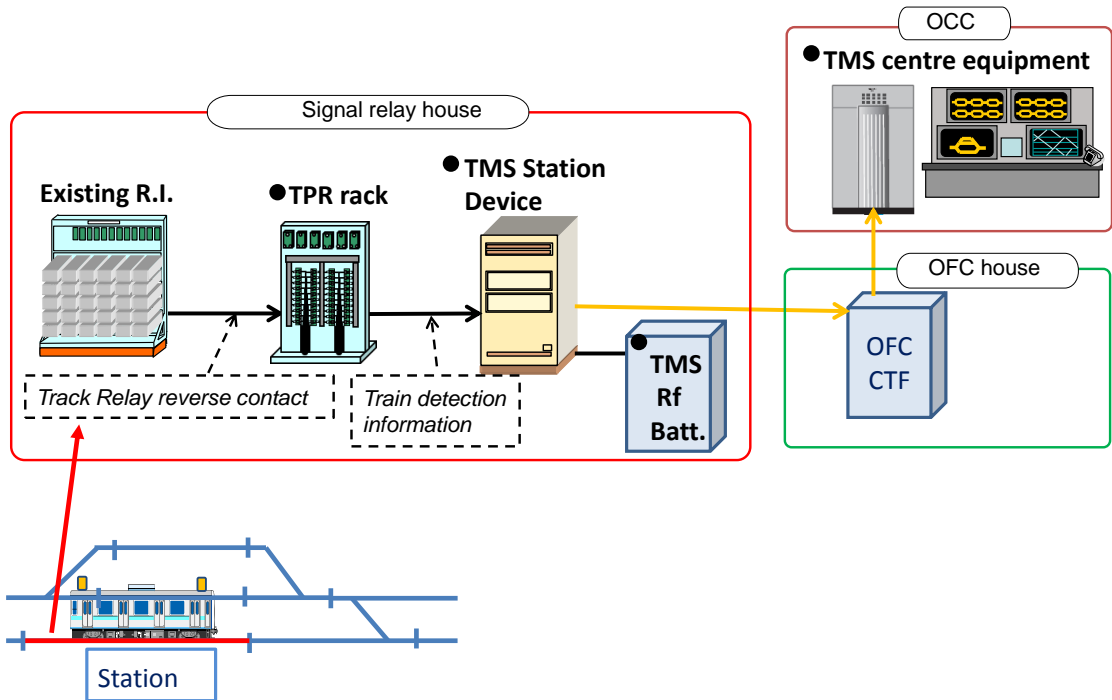 OCC
● TMS centre equipment
Signal relay house
Existing R.I.
● TPR rack
● TMS Station
Device
OFC house
OFC
CTF
● TMS
Rf
Batt.
Track Relay reverse contact
Train detection
information
Station